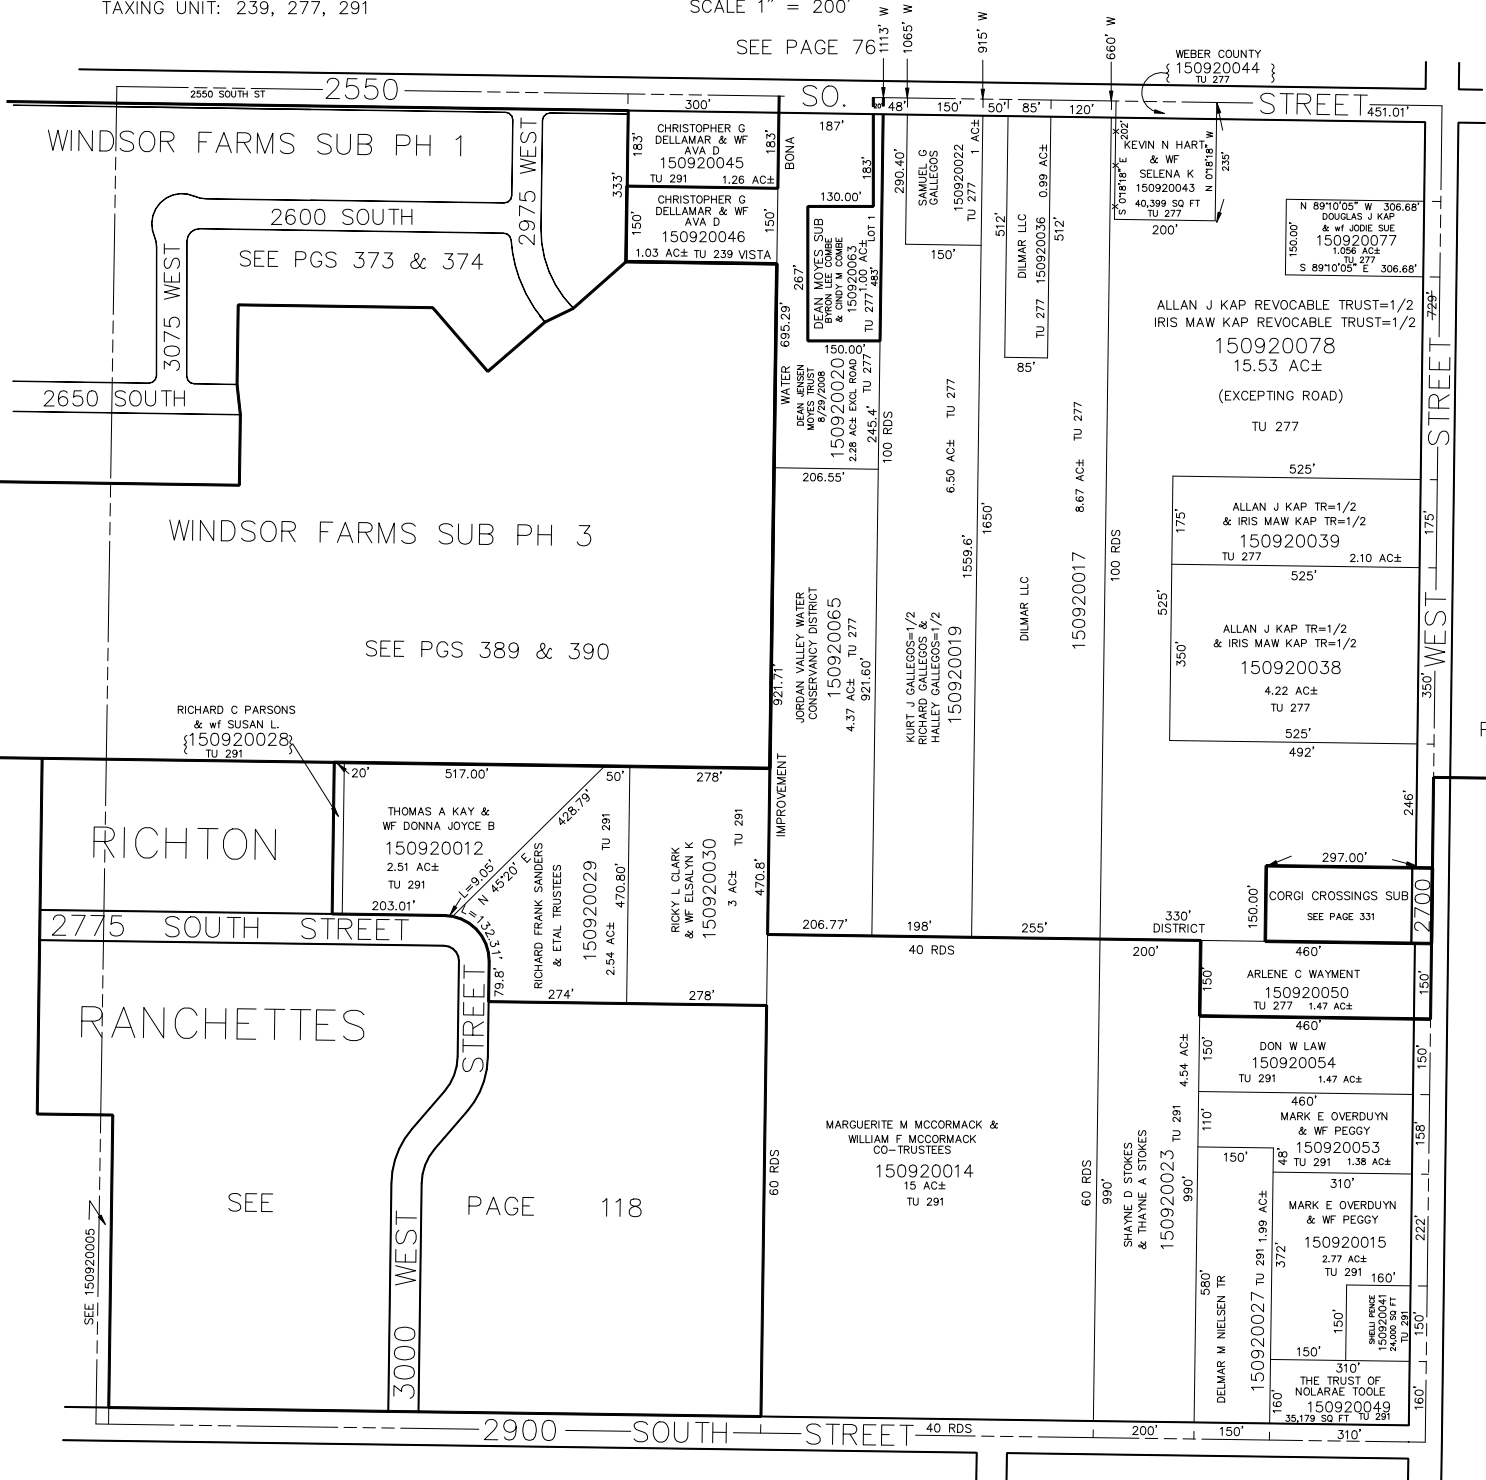 TAXING UNIT: 239, 277, 291
SCALE 1" = 200'
SEE PAGE 76
1113' W
1065' W
915' W
660' W
WEBER COUNTY
150920044
TU 277
2550 SOUTH ST
2550 SO. STREET
300'
20'
48'
150'
50'
85'
120'
451.01'
WINDSOR FARMS SUB PH 1
2975 WEST
2600 SOUTH
SEE PGS 373 & 374
3075 WEST
2650 SOUTH
333'
183'
CHRISTOPHER G
DELLAMAR & WF
AVA D
150920045
TU 291 1.26 AC±
183'
150'
CHRISTOPHER G
DELLAMAR & WF
AVA D
150920046
1.03 AC± TU 239
150'
BONA
VISTA
WATER
IMPROVEMENT
DISTRICT
187'
183'
130.00'
267'
DEAN MOYES SUB
BYRON LEE COMBE
& CINDY M COMBE
150920063
1.00 AC±
TU 277
LOT 1
483'
150.00'
695.29'
DEAN JENSEN
MOYES TRUST
8/29/2008
150920020
2.28 AC± EXCL ROAD
TU 277
245.4'
100 RDS
206.55'
290.40'
SAMUEL G
GALLEGOS
150920022
TU 277
1 AC±
150'
512'
DILMAR LLC
150920036
TU 277
0.99 AC±
512'
85'
S 0°18'18" E
202'
KEVIN N HART
& WF
SELENA K
150920043
40,399 SQ FT
TU 277
N 0°18'18" W
235'
200'
N 89°10'05" W 306.68'
DOUGLAS J KAP
& wf JODIE SUE
150920077
1.056 AC±
TU 277
S 89°10'05" E 306.68'
150.00'
ALLAN J KAP REVOCABLE TRUST=1/2
IRIS MAW KAP REVOCABLE TRUST=1/2
150920078
15.53 AC±
(EXCEPTING ROAD)
TU 277
729'
2700 WEST STREET
WINDSOR FARMS SUB PH 3
SEE PGS 389 & 390
921.71'
JORDAN VALLEY WATER
CONSERVANCY DISTRICT
150920065
4.37 AC± TU 277
921.60'
KURT J GALLEGOS=1/2
RICHARD GALLEGOS &
HALLEY GALLEGOS=1/2
150920019
6.50 AC± TU 277
1559.6'
1650'
DILMAR LLC
150920017
8.67 AC± TU 277
100 RDS
525'
175'
ALLAN J KAP TR=1/2
& IRIS MAW KAP TR=1/2
150920039
TU 277 2.10 AC±
175'
525'
525'
350'
ALLAN J KAP TR=1/2
& IRIS MAW KAP TR=1/2
150920038
4.22 AC±
TU 277
350'
525'
492'
246'
RICHARD C PARSONS
& wf SUSAN L.
150920028
TU 291
RICHTON
RANCHETTES
20'
517.00'
50'
278'
THOMAS A KAY &
WF DONNA JOYCE B
150920012
2.51 AC±
TU 291
203.01'
428.79'
L=9.05'
N 45°20' E
L=132.31'
79.8'
RICHARD FRANK SANDERS
& ETAL TRUSTEES
150920029
2.54 AC±
TU 291
470.80'
RICKY L CLARK
& WF ELSALYN K
150920030
3 AC±
TU 291
470.8'
274'
278'
2775 SOUTH STREET
STREET
3000 WEST
206.77'
198'
255'
330'
40 RDS
200'
297.00'
150.00'
CORGI CROSSINGS SUB
SEE PAGE 331
460'
150'
ARLENE C WAYMENT
150920050
TU 277 1.47 AC±
150'
460'
150'
DON W LAW
150920054
TU 291 1.47 AC±
150'
460'
110'
MARK E OVERDUYN
& WF PEGGY
150920053
TU 291 1.38 AC±
48'
158'
150'
310'
MARK E OVERDUYN
& WF PEGGY
150920015
2.77 AC±
TU 291
222'
372'
160'
SHELLI PENCE
150920041
24,000 SQ FT
TU 291
150'
150'
150'
310'
THE TRUST OF
NOLARAE TOOLE
150920049
35,179 SQ FT TU 291
160'
160'
DELMAR M NIELSEN TR
150920027
TU 291 1.99 AC±
580'
SHAYNE D STOKES
& THAYNE A STOKES
150920023
TU 291
4.54 AC±
990'
990'
60 RDS
MARGUERITE M MCCORMACK &
WILLIAM F MCCORMACK
CO-TRUSTEES
150920014
15 AC±
TU 291
60 RDS
SEE PAGE 118
SEE 150920005
N
2900 SOUTH STREET
40 RDS
200'
150'
310'